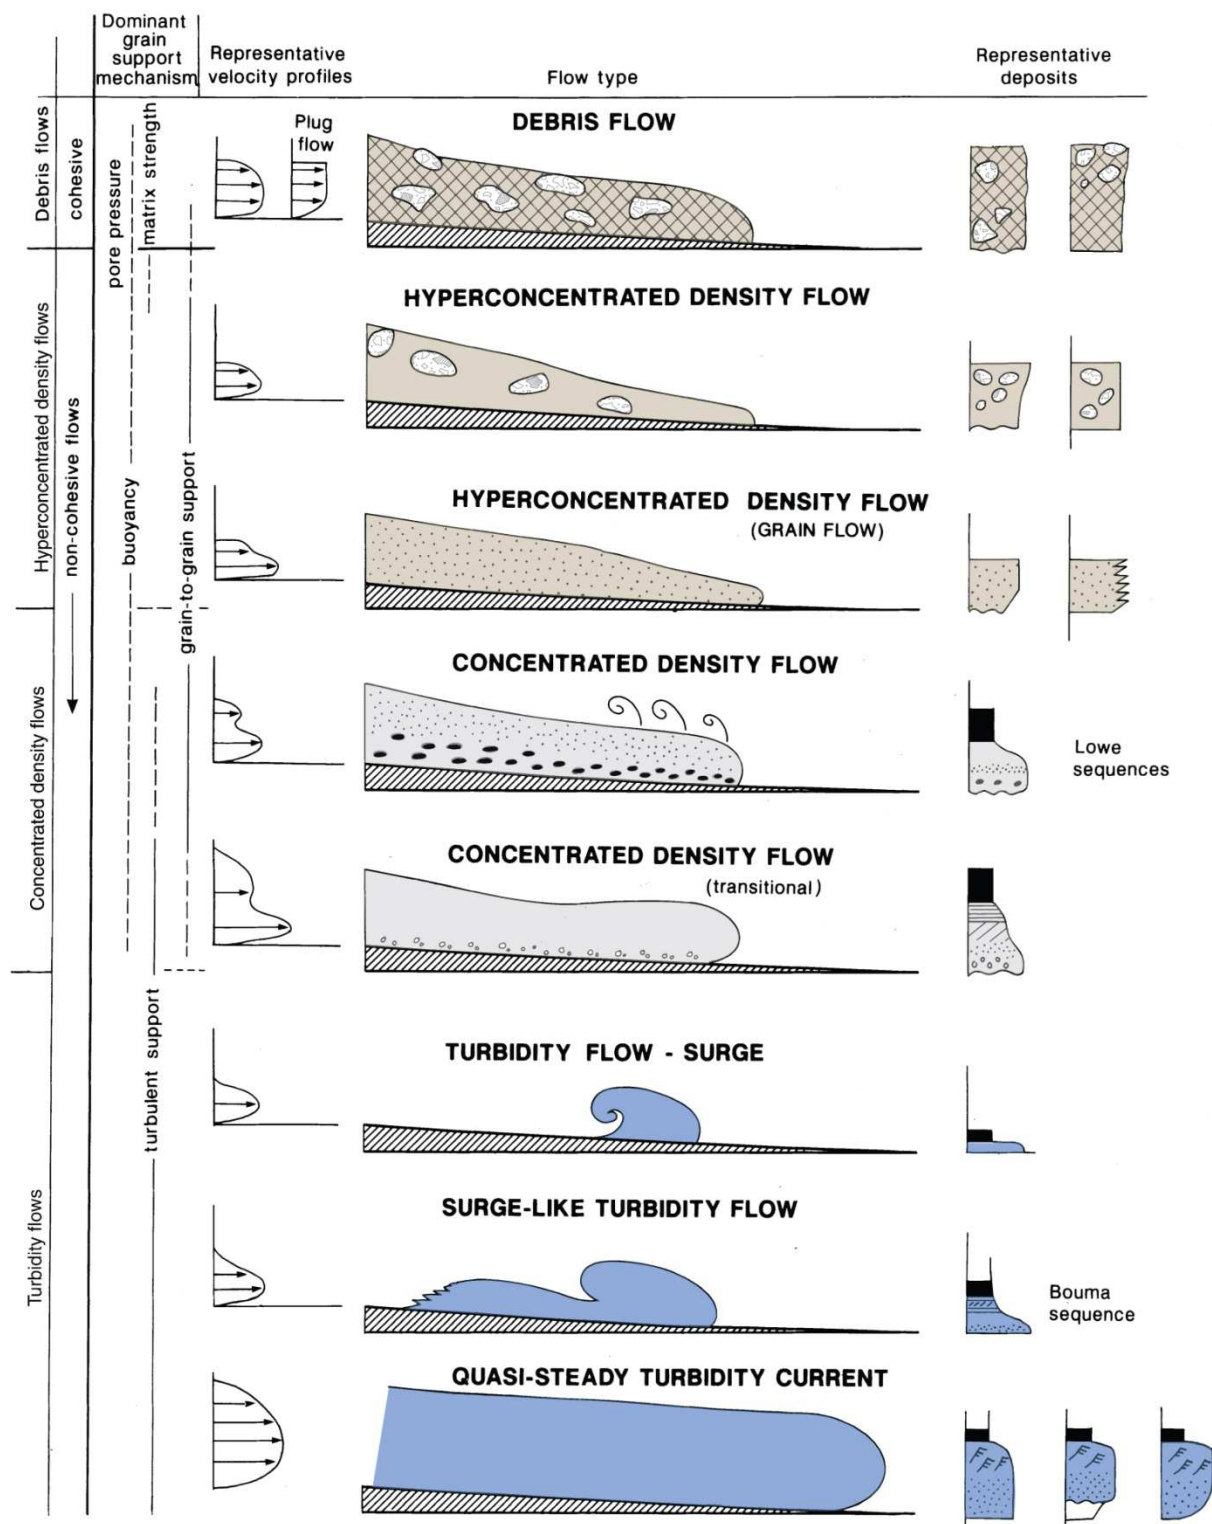 Dominant
grain
support
mechanism
Representative
velocity profiles
Flow type
Representative
deposits
Debris flows
cohesive
pore pressure
matrix strength
Plug
flow
DEBRIS FLOW
Hyperconcentrated density flows
non-cohesive flows
buoyancy
grain-to-grain support
HYPERCONCENTRATED DENSITY FLOW
HYPERCONCENTRATED DENSITY FLOW
(GRAIN FLOW)
Concentrated density flows
CONCENTRATED DENSITY FLOW
Lowe
sequences
CONCENTRATED DENSITY FLOW
(transitional)
Turbidity flows
turbulent support
TURBIDITY FLOW - SURGE
SURGE-LIKE TURBIDITY FLOW
Bouma
sequence
QUASI-STEADY TURBIDITY CURRENT